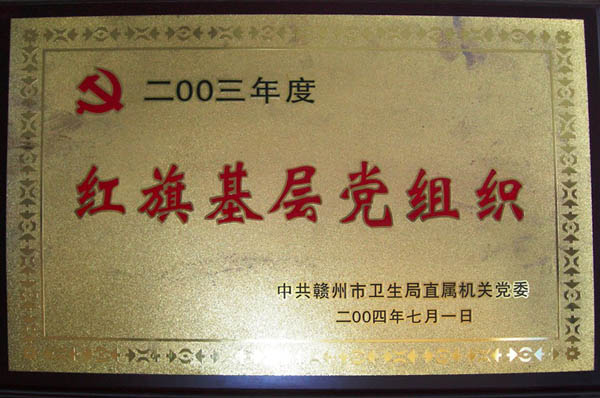 二00三年度
红旗基层党组织
中共赣州市卫生局直属机关党委
二00四年七月一日